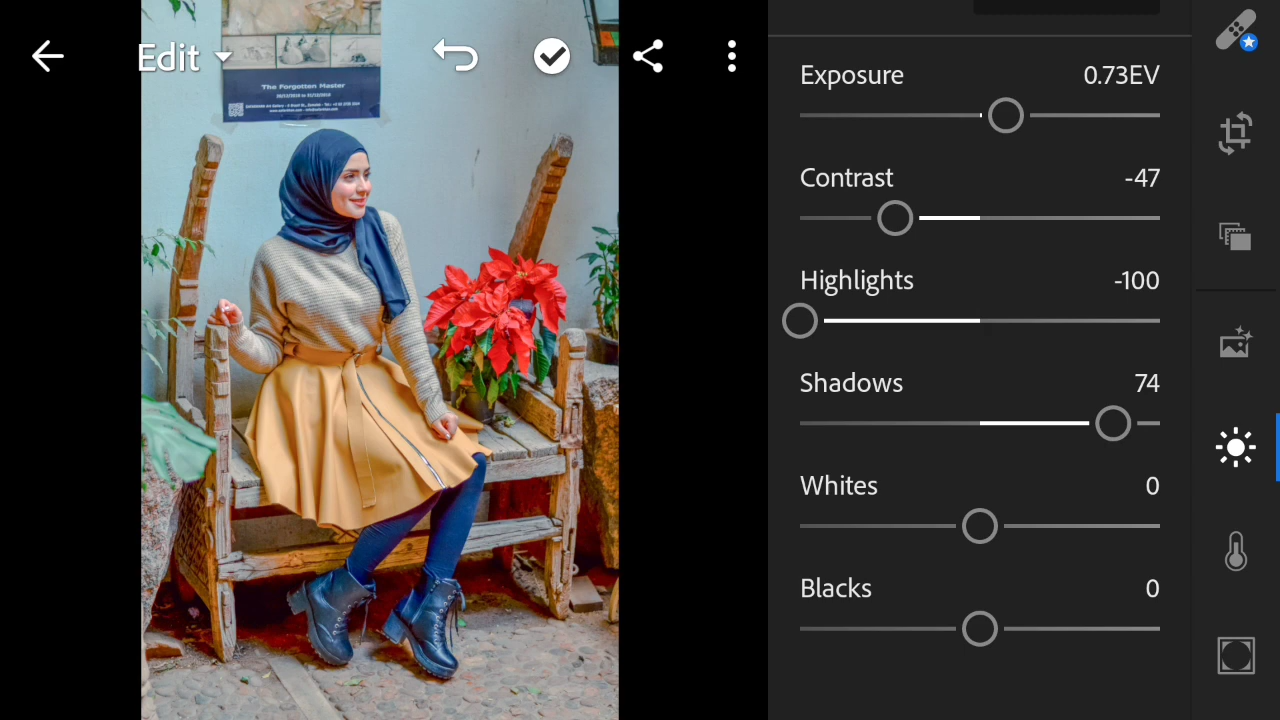 Edit
The Forgotten Master
Exposure 0.73EV
Contrast -47
Highlights -100
Shadows 74
Whites 0
Blacks 0